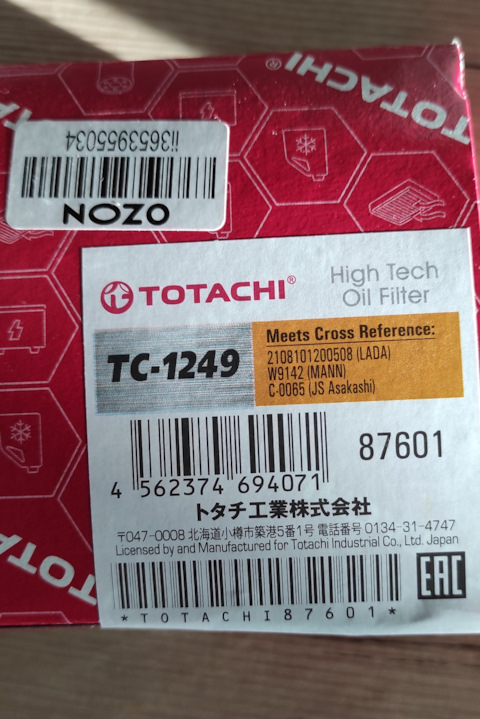 TOTACHI®
ii3653955034
OZON
TOTACHI®
High Tech
Oil Filter
TC-1249
Meets Cross Reference:
2108101200508 (LADA)
W9142 (MANN)
C-0065 (JS Asakashi)
4 562374 694071
87601
トタチ工業株式会社
〒047-0008 北海道小樽市築港5番1号 電話番号 0134-31-4747
Licensed by and Manufactured for Totachi Industrial Co., Ltd. Japan
EAC
*TOTACHI87601*
TOTA